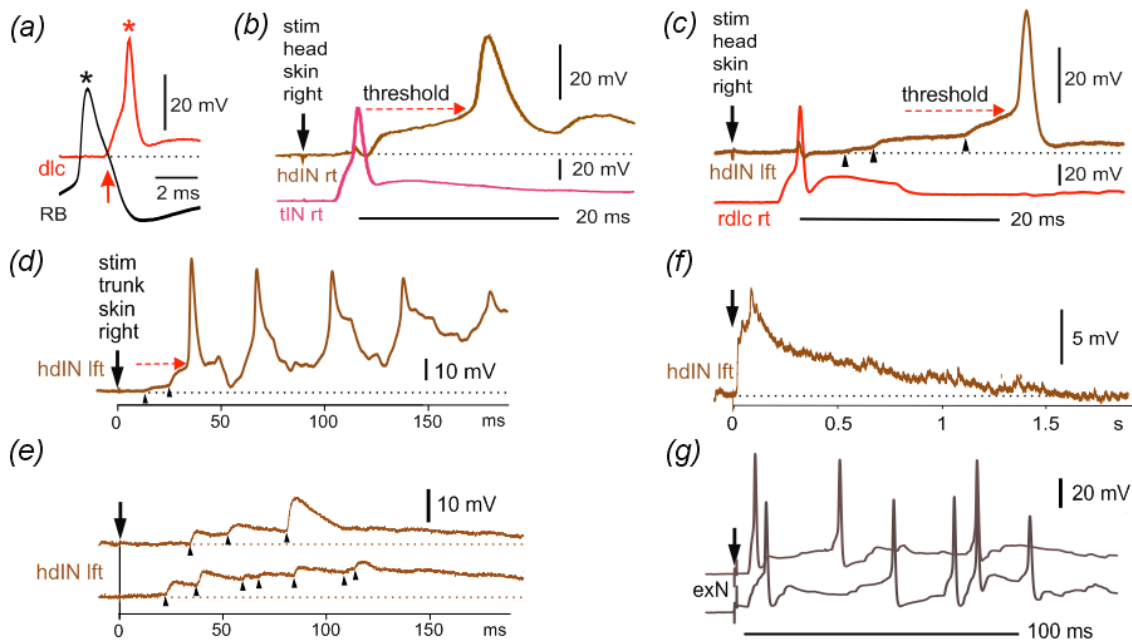 (a)
*
*
20 mV
dlc
2 ms
RB
(b)
stim
head
skin
right
threshold
20 mV
hdIN rt
20 mV
tIN rt
20 ms
(c)
stim
head
skin
right
threshold
20 mV
hdIN lft
20 mV
rdlc rt
20 ms
(d)
stim
trunk
skin
right
hdIN lft
10 mV
0 50 100 150 ms
(f)
5 mV
hdIN lft
0 0.5 1 1.5 s
(e)
10 mV
hdIN lft
0 50 100 150 ms
(g)
20 mV
exN
100 ms